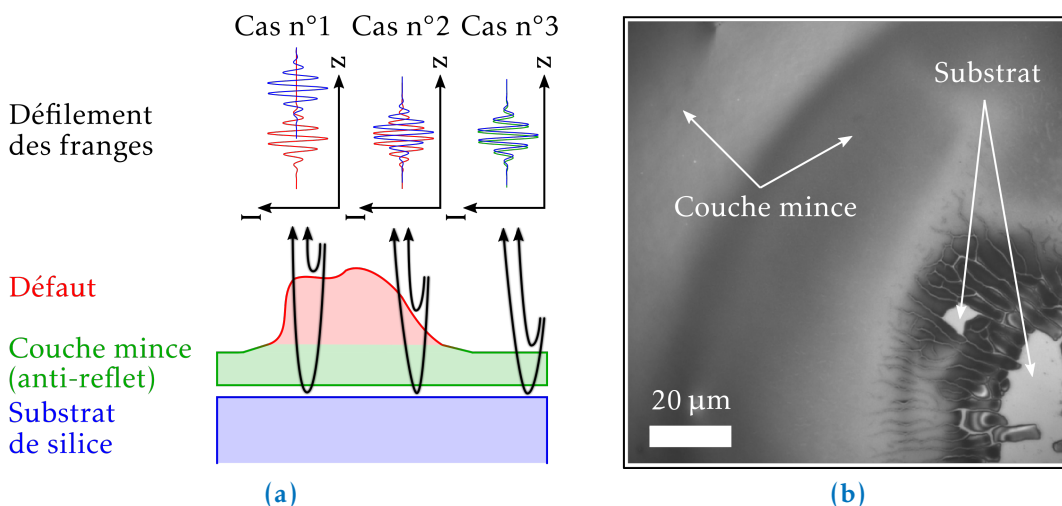 Cas n°1 Cas n°2 Cas n°3
Z Z Z
Défilement
des franges
I I I
Défaut
Couche mince
(anti-reflet)
Substrat
de silice
(a)
Substrat
Couche mince
20 µm
(b)